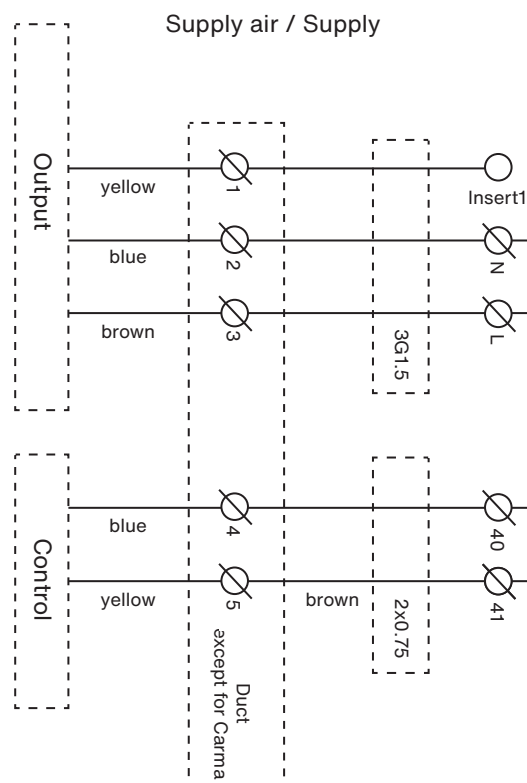 Supply air / Supply
Output
yellow
1
Insert1
blue
2
N
brown
3
L
3G1.5
Control
blue
4
40
yellow
5
brown
41
2x0.75
Duct
except for Carma